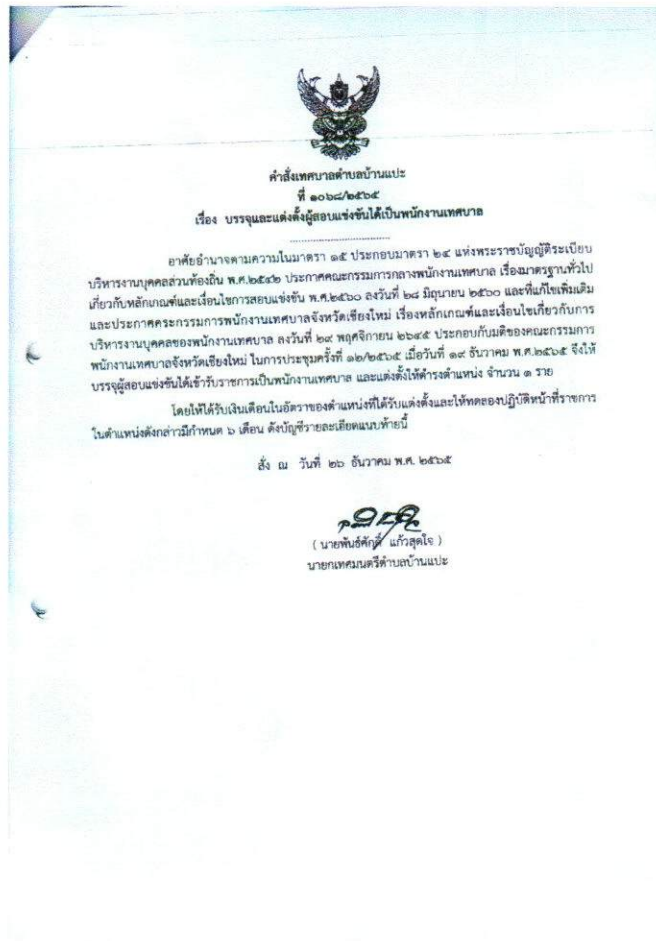 คำสั่งเทศบาลตำบลบ้านแปะ
ที่ ๑๐๖๘/๒๕๖๕
เรื่อง บรรจุและแต่งตั้งผู้สอบแข่งขันได้เป็นพนักงานเทศบาล
..................................
อาศัยอำนาจตามความในมาตรา ๑๕ ประกอบมาตรา ๒๔ แห่งพระราชบัญญัติระเบียบ
บริหารงานบุคคลส่วนท้องถิ่น พ.ศ.๒๕๔๒ ประกาศคณะกรรมการกลางพนักงานเทศบาล เรื่องมาตรฐานทั่วไป
เกี่ยวกับหลักเกณฑ์และเงื่อนไขการสอบแข่งขัน พ.ศ.๒๕๖๐ ลงวันที่ ๒๘ มิถุนายน ๒๕๖๐ และที่แก้ไขเพิ่มเติม
และประกาศคระกรรมการพนักงานเทศบาลจังหวัดเชียงใหม่ เรื่องหลักเกณฑ์และเงื่อนไขเกี่ยวกับการ
บริหารงานบุคคลของพนักงานเทศบาล ลงวันที่ ๒๙ พฤศจิกายน ๒๖๔๕ ประกอบกับมติของคณะกรรมการ
พนักงานเทศบาลจังหวัดเชียงใหม่ ในการประชุมครั้งที่ ๑๒/๒๕๖๕ เมื่อวันที่ ๑๙ ธันวาคม พ.ศ.๒๕๖๕ จึงให้
บรรจุผู้สอบแข่งขันได้เข้ารับราชการเป็นพนักงานเทศบาล และแต่งตั้งให้ดำรงตำแหน่ง จำนวน ๑ ราย
โดยให้ได้รับเงินเดือนในอัตราของตำแหน่งที่ได้รับแต่งตั้งและให้ทดลองปฏิบัติหน้าที่ราชการ
ในตำแหน่งดังกล่าวมีกำหนด ๖ เดือน ดังบัญชีรายละเอียดแนบท้ายนี้
สั่ง ณ วันที่ ๒๖ ธันวาคม พ.ศ. ๒๕๖๕
( นายพันธ์ศักดิ์ แก้วสุดใจ )
นายกเทศมนตรีตำบลบ้านแปะ